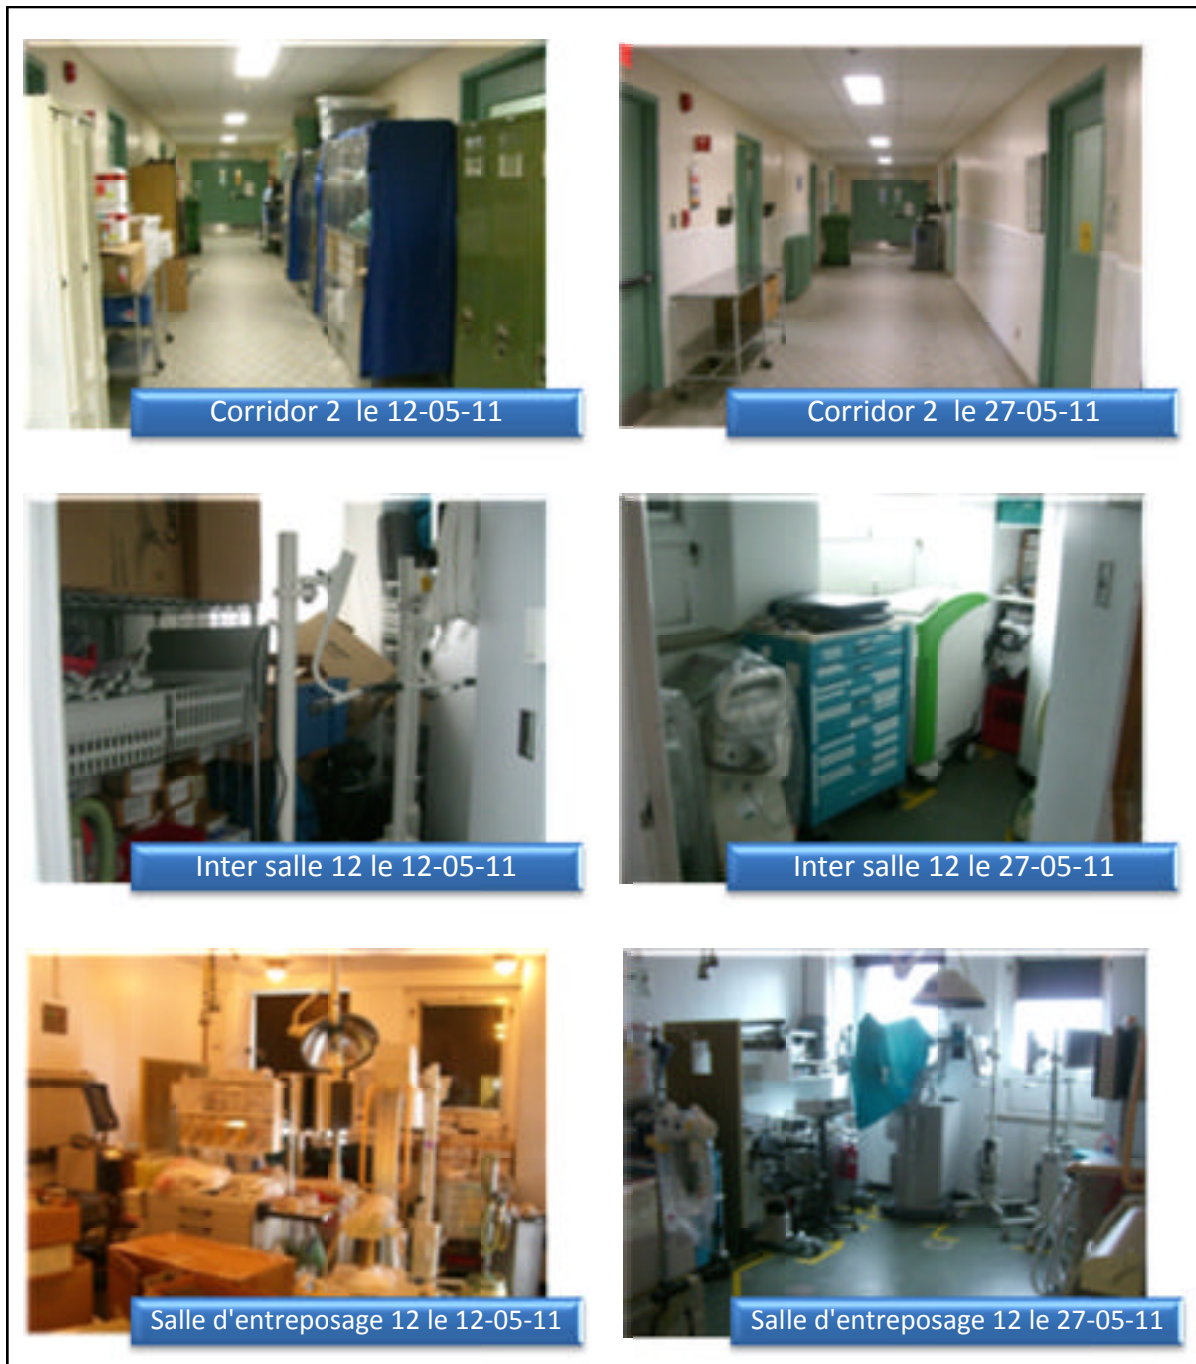 Corridor 2 le 12-05-11
Corridor 2 le 27-05-11
Inter salle 12 le 12-05-11
Inter salle 12 le 27-05-11
Salle d'entreposage 12 le 12-05-11
Salle d'entreposage 12 le 27-05-11